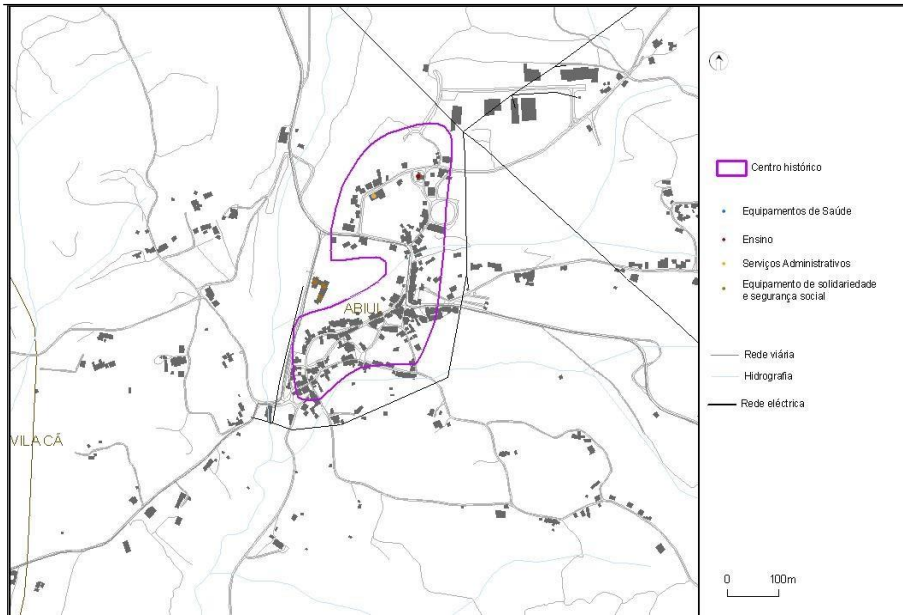 ABIUL
VILA CÃ
Centro histórico
Equipamentos de Saúde
Ensino
Serviços Administrativos
Equipamento de solidariedade
e segurança social
Rede viária
Hidrografia
Rede eléctrica
0 100m